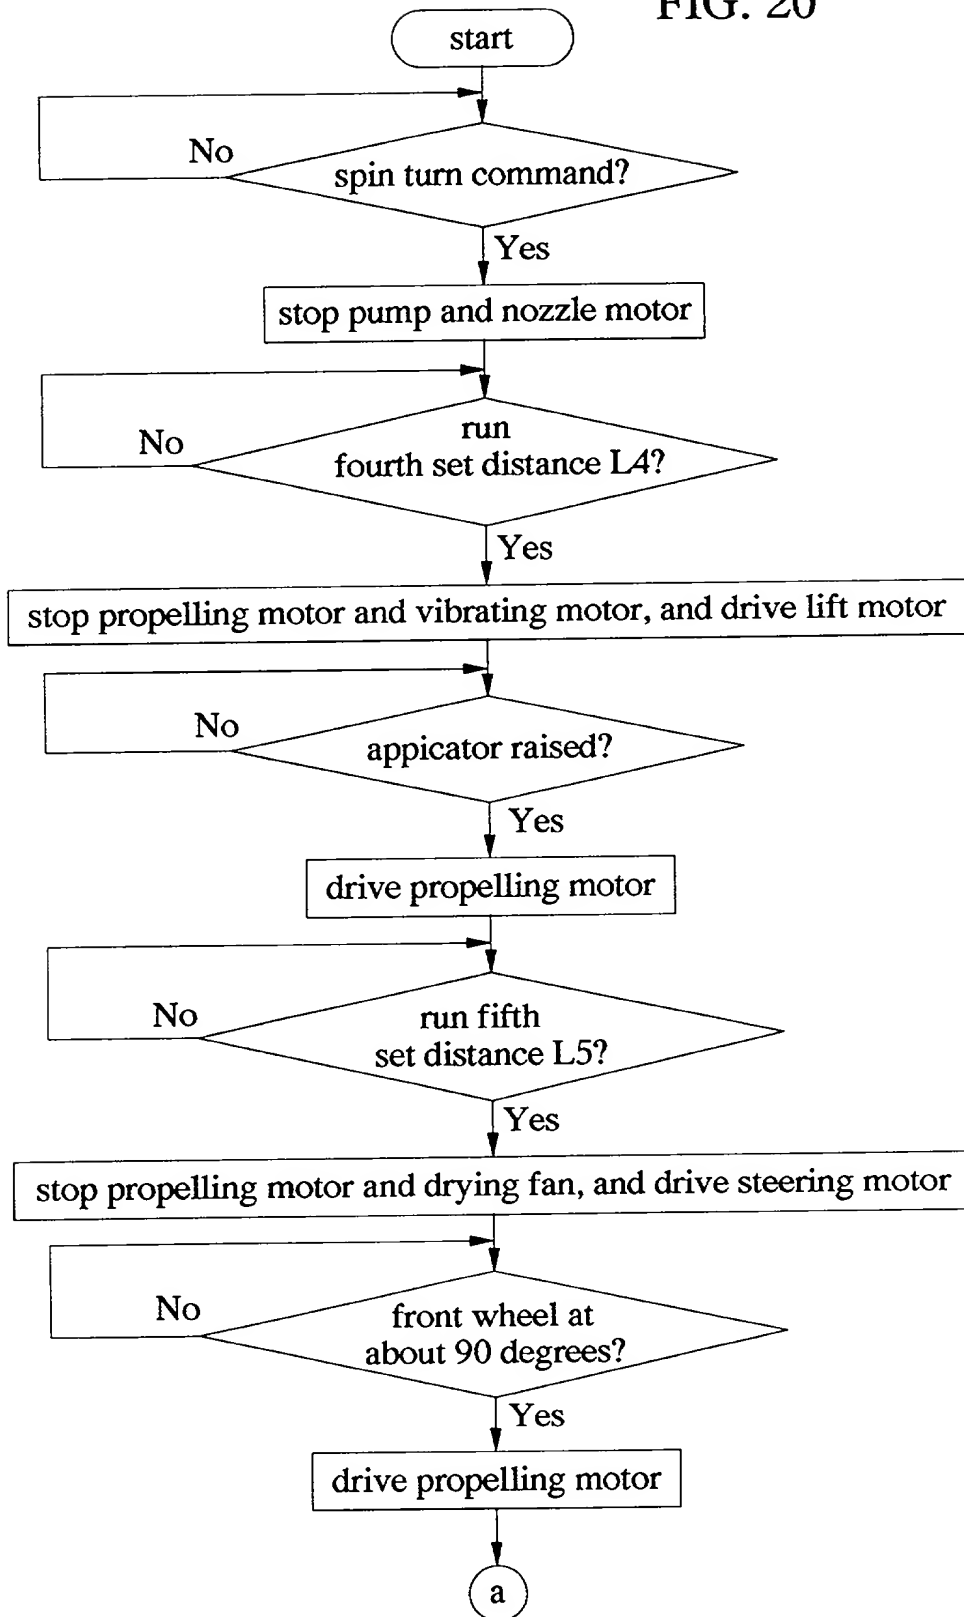 FIG. 20
start
No
spin turn command?
Yes
stop pump and nozzle motor
No
run
fourth set distance L4?
Yes
stop propelling motor and vibrating motor, and drive lift motor
No
appicator raised?
Yes
drive propelling motor
No
run fifth
set distance L5?
Yes
stop propelling motor and drying fan, and drive steering motor
No
front wheel at
about 90 degrees?
Yes
drive propelling motor
a